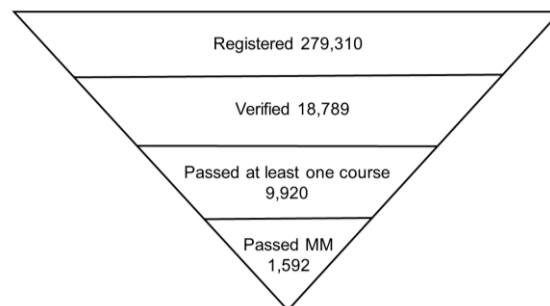 Registered 279,310
Verified 18,789
Passed at least one course
9,920
Passed MM
1,592